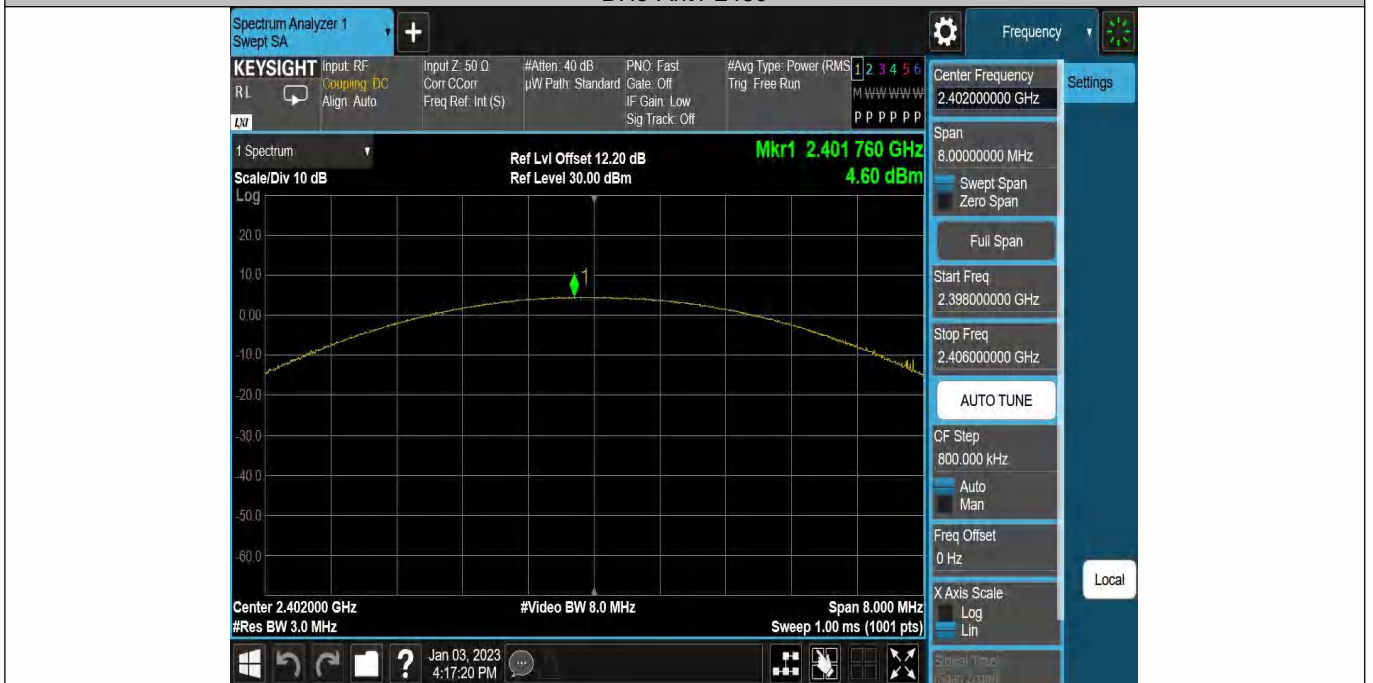 Spectrum Analyzer 1
Swept SA
+
Frequency
KEYSIGHT
RL
LXI
Input: RF
Coupling: DC
Align: Auto
Input Z: 50 Ω
Corr CCorr
Freq Ref: Int (S)
#Atten: 40 dB
µW Path: Standard
PNO: Fast
Gate: Off
IF Gain: Low
Sig Track: Off
#Avg Type: Power (RMS
Trig: Free Run
1 2 3 4 5 6
M W W W W W
P P P P P P
Center Frequency
2.402000000 GHz
Settings
Span
8.00000000 MHz
Swept Span
Zero Span
Full Span
Start Freq
2.398000000 GHz
Stop Freq
2.406000000 GHz
AUTO TUNE
CF Step
800.000 kHz
Auto
Man
Freq Offset
0 Hz
X Axis Scale
Log
Lin
Signal Track
(Span Zoom)
Local
1 Spectrum
Scale/Div 10 dB
Ref Lvl Offset 12.20 dB
Ref Level 30.00 dBm
Mkr1 2.401 760 GHz
4.60 dBm
Log
20.0
10.0
1
0.00
-10.0
-20.0
-30.0
-40.0
-50.0
-60.0
Center 2.402000 GHz
#Video BW 8.0 MHz
Span 8.000 MHz
#Res BW 3.0 MHz
Sweep 1.00 ms (1001 pts)
?
Jan 03, 2023
4:17:20 PM